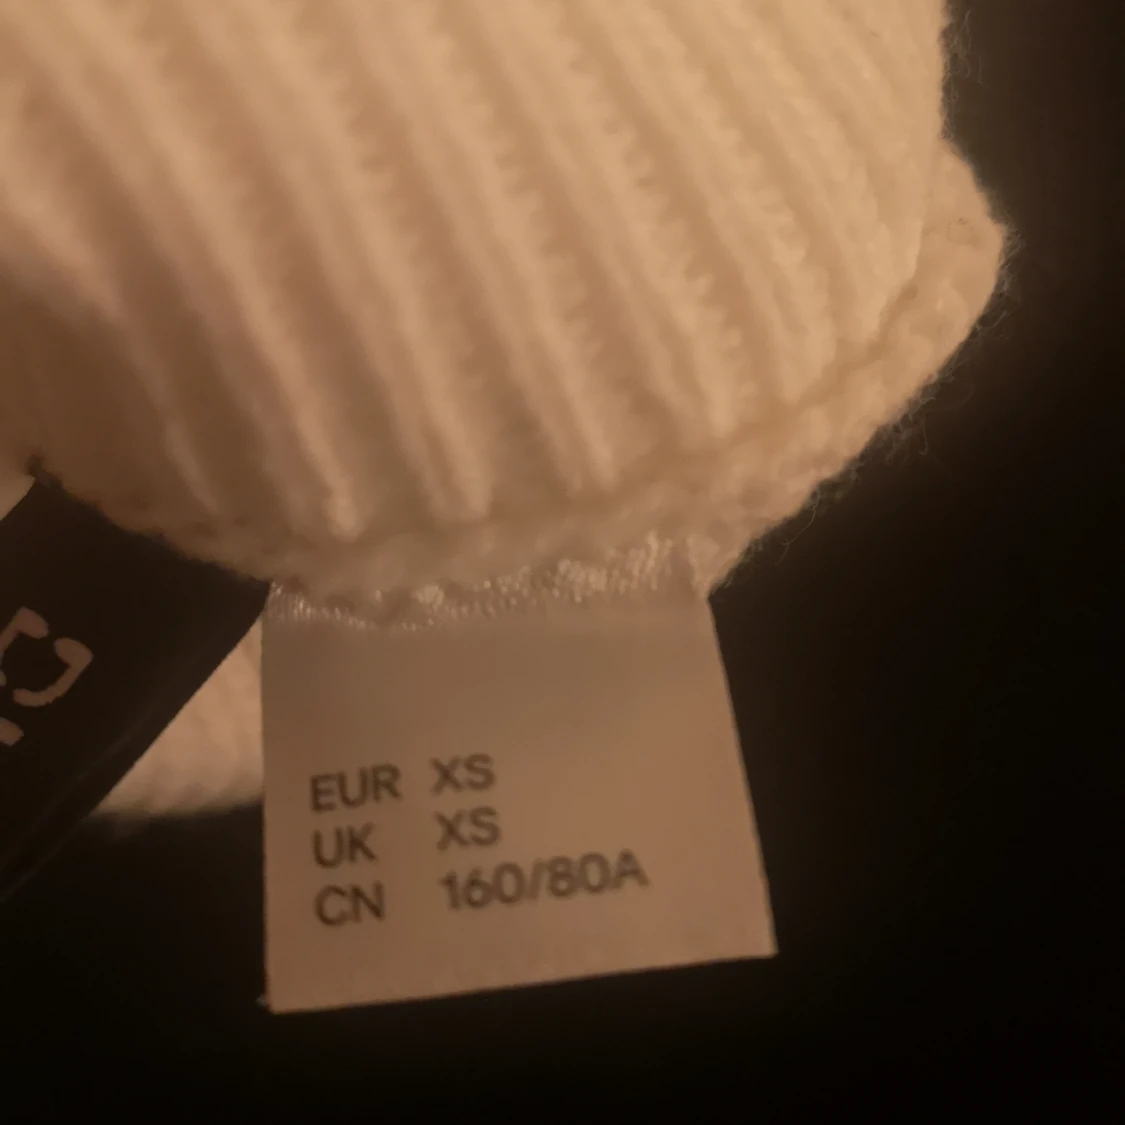 EUR XS
UK XS
CN 160/80A